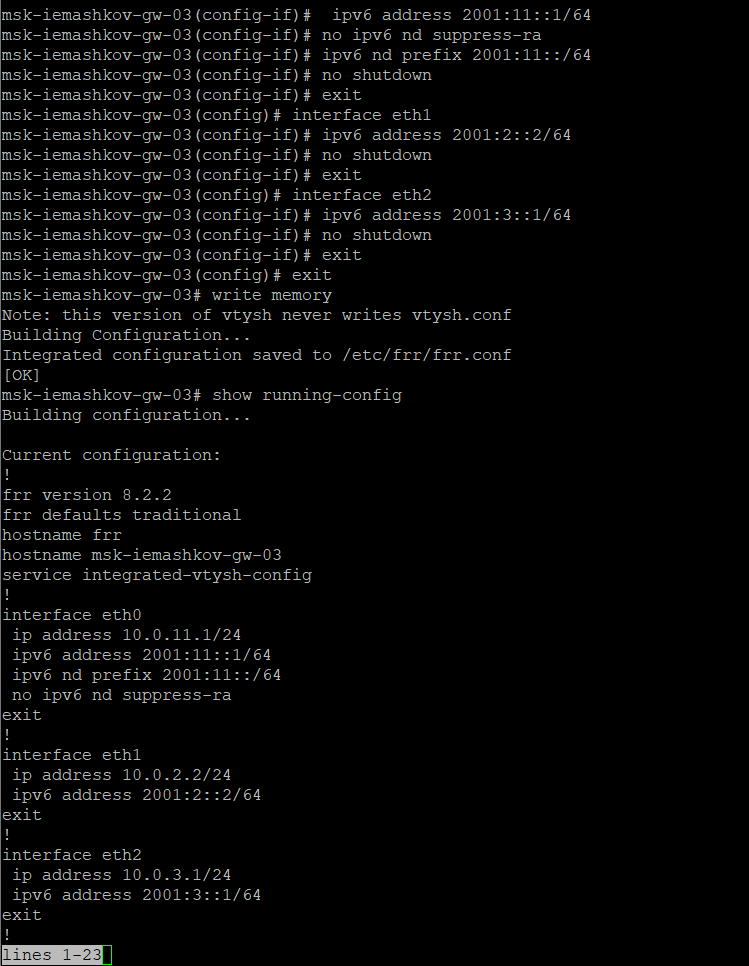 msk-iemashkov-gw-03(config-if)#  ipv6 address 2001:11::1/64
msk-iemashkov-gw-03(config-if)# no ipv6 nd suppress-ra
msk-iemashkov-gw-03(config-if)# ipv6 nd prefix 2001:11::/64
msk-iemashkov-gw-03(config-if)# no shutdown
msk-iemashkov-gw-03(config-if)# exit
msk-iemashkov-gw-03(config)# interface eth1
msk-iemashkov-gw-03(config-if)# ipv6 address 2001:2::2/64
msk-iemashkov-gw-03(config-if)# no shutdown
msk-iemashkov-gw-03(config-if)# exit
msk-iemashkov-gw-03(config)# interface eth2
msk-iemashkov-gw-03(config-if)# ipv6 address 2001:3::1/64
msk-iemashkov-gw-03(config-if)# no shutdown
msk-iemashkov-gw-03(config-if)# exit
msk-iemashkov-gw-03(config)# exit
msk-iemashkov-gw-03# write memory
Note: this version of vtysh never writes vtysh.conf
Building Configuration...
Integrated configuration saved to /etc/frr/frr.conf
[OK]
msk-iemashkov-gw-03# show running-config
Building configuration...

Current configuration:
!
frr version 8.2.2
frr defaults traditional
hostname frr
hostname msk-iemashkov-gw-03
service integrated-vtysh-config
!
interface eth0
 ip address 10.0.11.1/24
 ipv6 address 2001:11::1/64
 ipv6 nd prefix 2001:11::/64
 no ipv6 nd suppress-ra
exit
!
interface eth1
 ip address 10.0.2.2/24
 ipv6 address 2001:2::2/64
exit
!
interface eth2
 ip address 10.0.3.1/24
 ipv6 address 2001:3::1/64
exit
!
lines 1-23